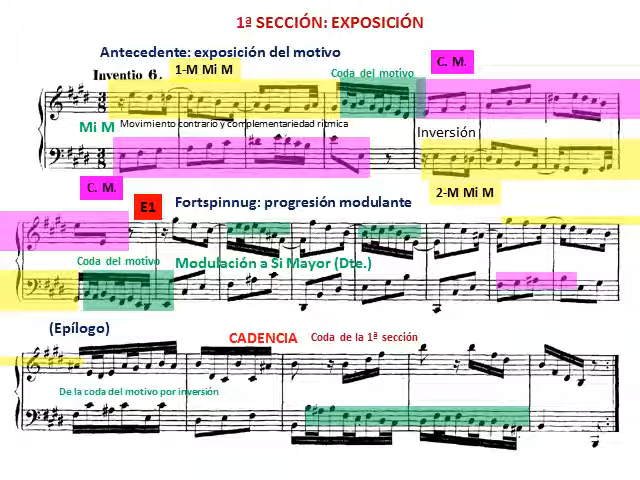 1ª SECCIÓN: EXPOSICIÓN
Antecedente: exposición del motivo
C. M.
Inventio 6.
1-M Mi M
Coda del motivo
Mi M
Movimiento contrario y complementariedad rítmica
Inversión
C. M.
2-M Mi M
E1
Fortspinnug: progresión modulante
Coda del motivo
Modulación a Si Mayor (Dte.)
(Epílogo)
CADENCIA
Coda de la 1ª sección
De la coda del motivo por inversión